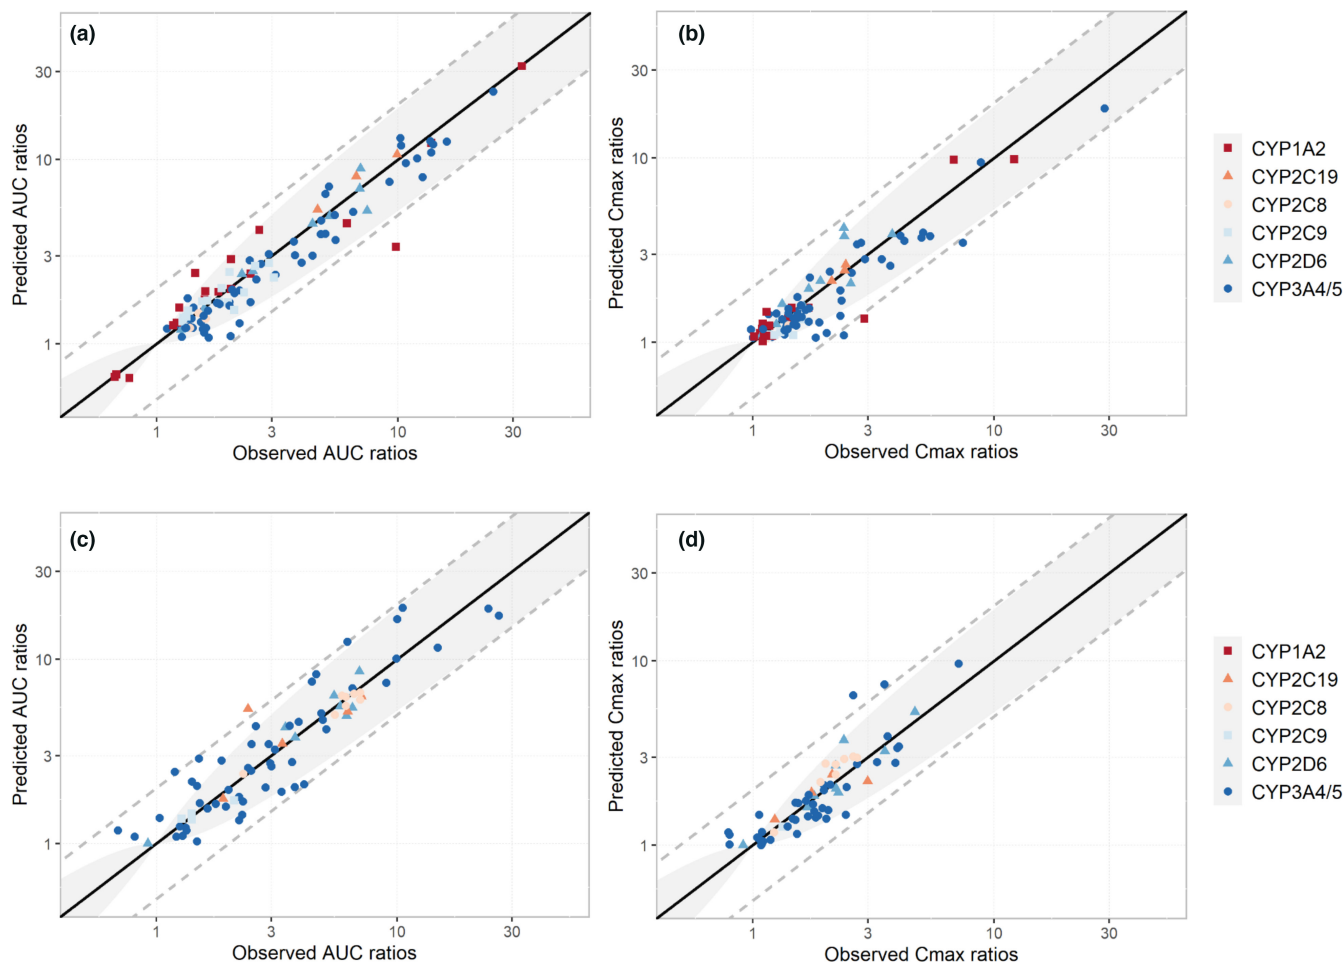 (a)
30
10
3
1
Predicted AUC ratios
1
3
10
30
Observed AUC ratios
(b)
30
10
3
1
Predicted Cmax ratios
1
3
10
30
Observed Cmax ratios
CYP1A2
CYP2C19
CYP2C8
CYP2C9
CYP2D6
CYP3A4/5
(c)
30
10
3
1
Predicted AUC ratios
1
3
10
30
Observed AUC ratios
(d)
30
10
3
1
Predicted Cmax ratios
1
3
10
30
Observed Cmax ratios
CYP1A2
CYP2C19
CYP2C8
CYP2C9
CYP2D6
CYP3A4/5